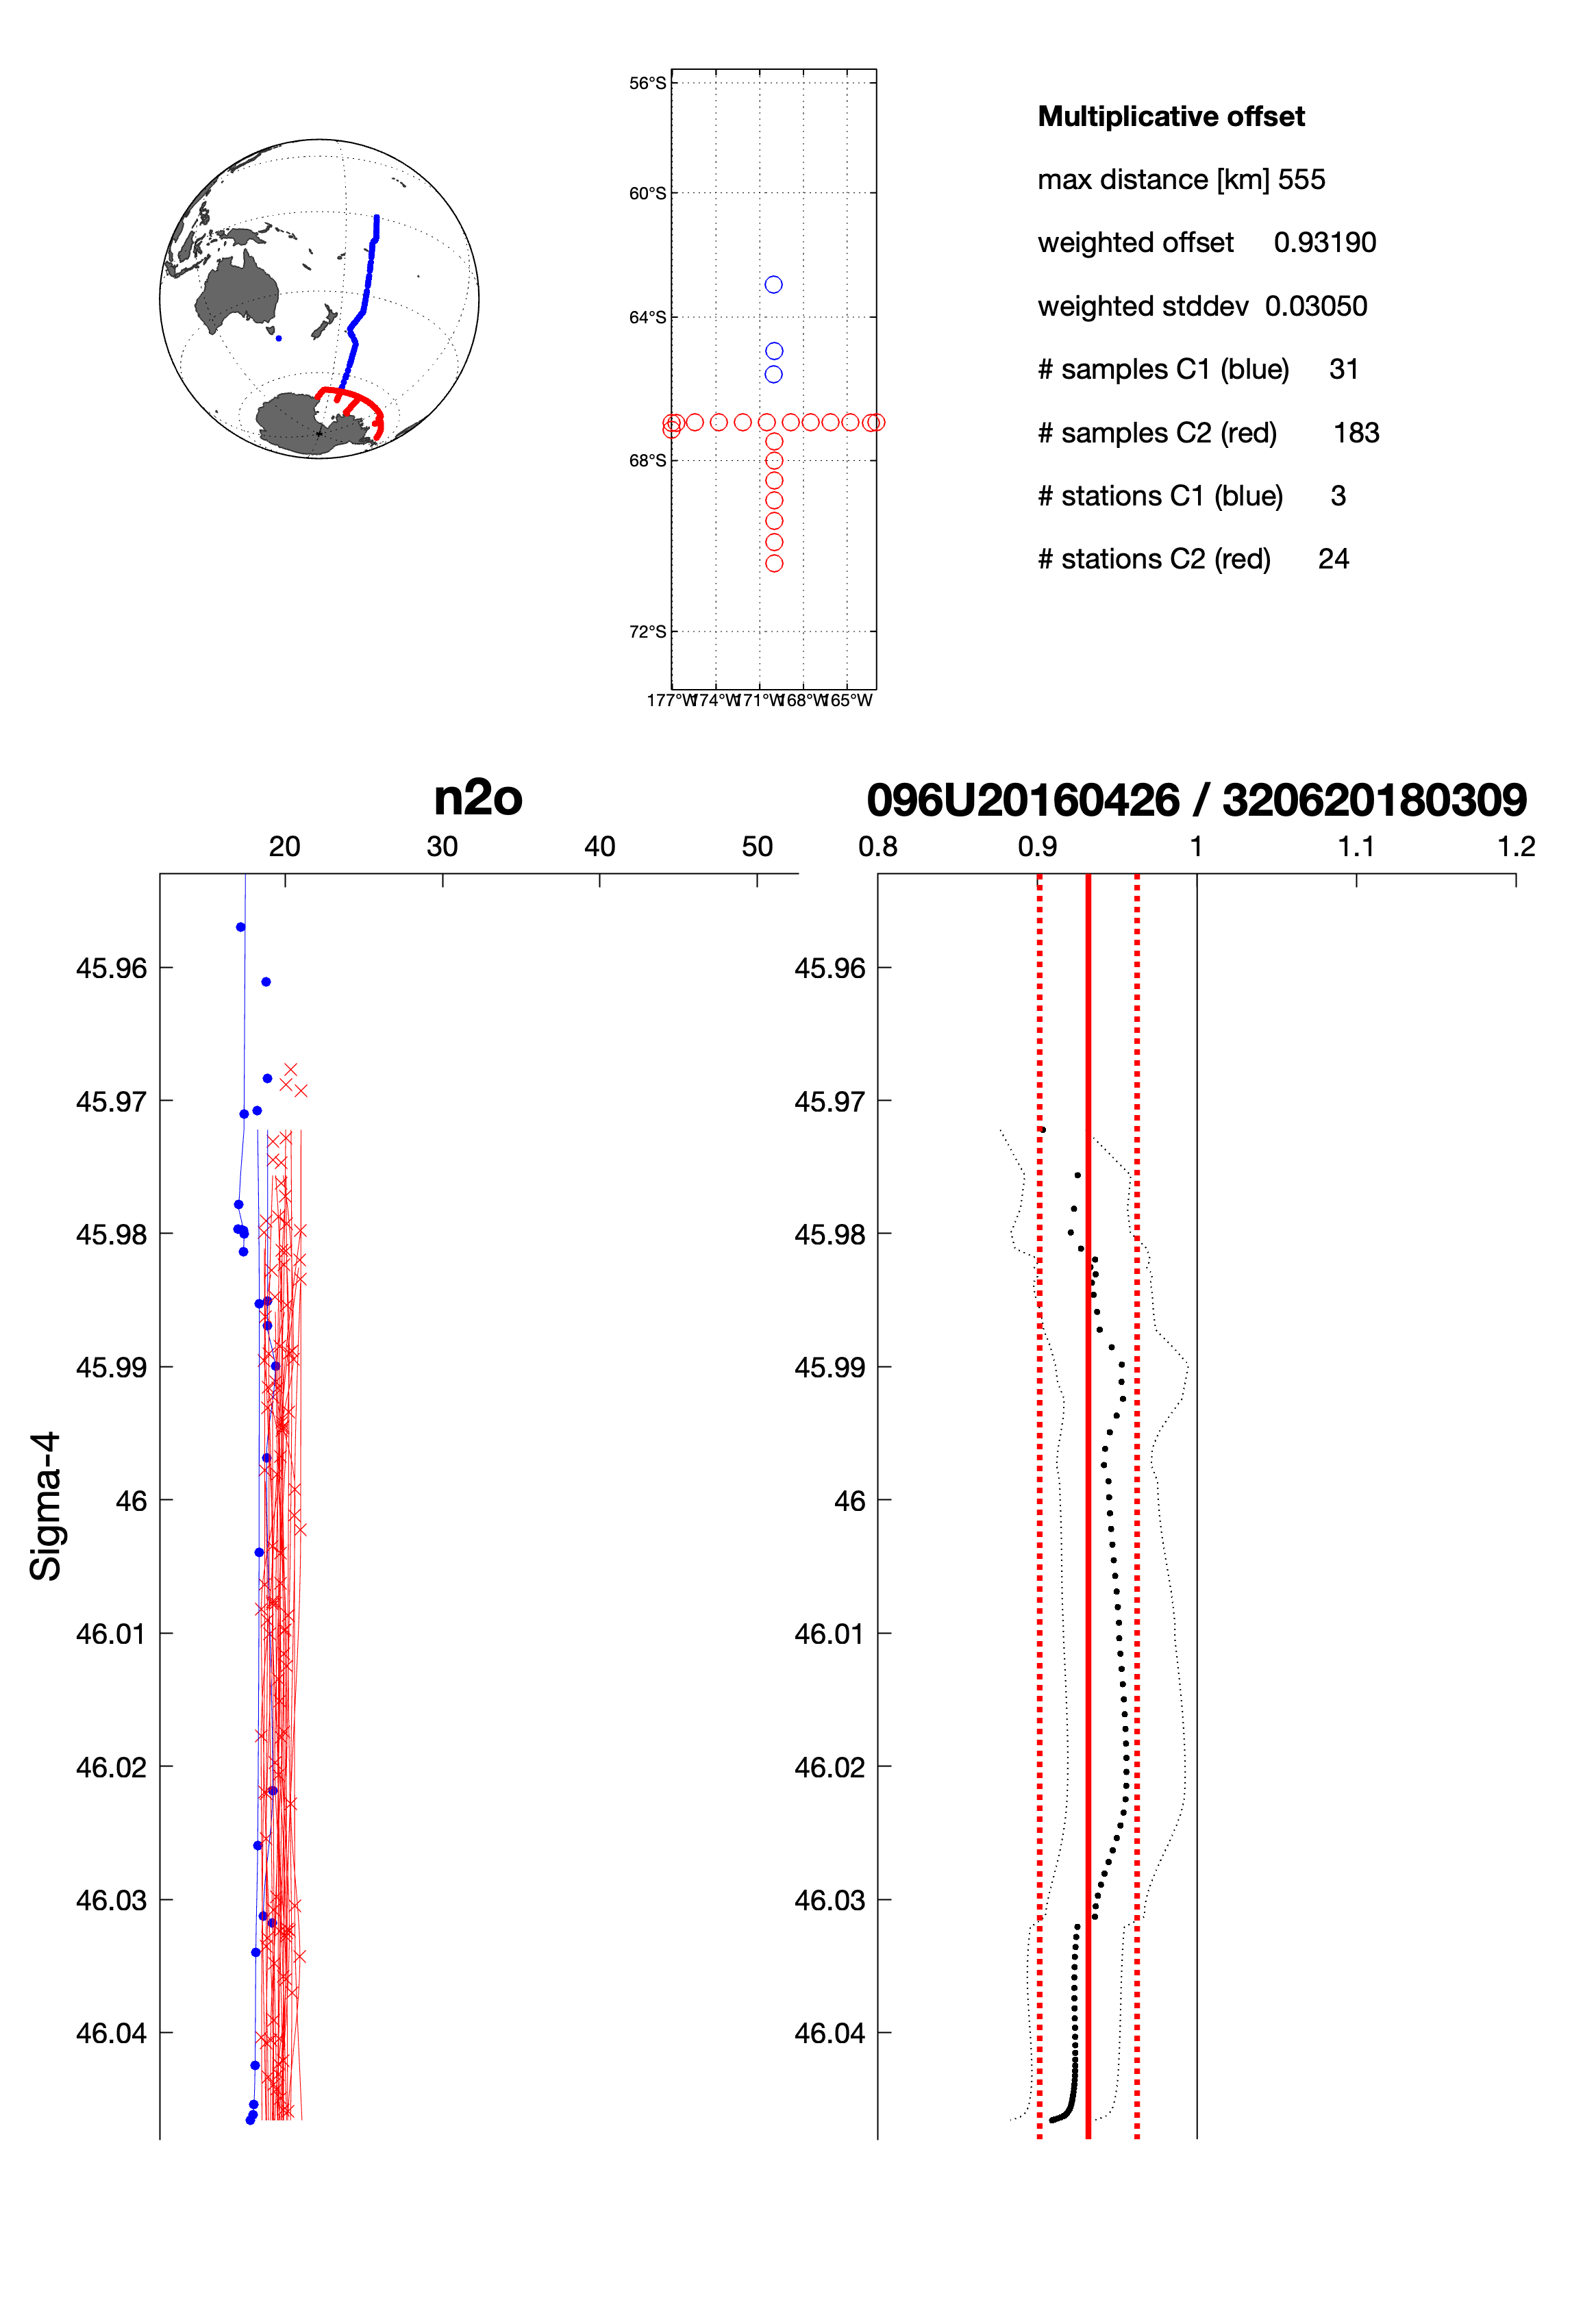 56°S
60°S
64°S
68°S
72°S
177°W 174°W 171°W 168°W 165°W
Multiplicative offset
max distance [km] 555
weighted offset 0.93190
weighted stddev 0.03050
# samples C1 (blue) 31
# samples C2 (red) 183
# stations C1 (blue) 3
# stations C2 (red) 24
n2o
20 30 40 50
Sigma-4
45.96
45.97
45.98
45.99
46
46.01
46.02
46.03
46.04
096U20160426 / 320620180309
0.8 0.9 1 1.1 1.2
45.96
45.97
45.98
45.99
46
46.01
46.02
46.03
46.04